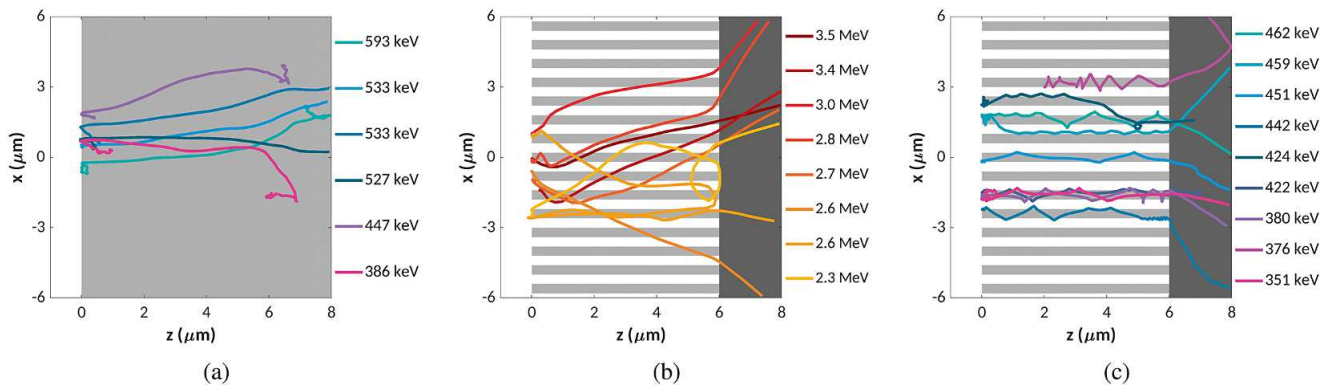 6
3
0
-3
-6
x (μm)
0
2
4
6
8
z (μm)
593 keV
533 keV
533 keV
527 keV
447 keV
386 keV
(a)
6
3
0
-3
-6
x (μm)
0
2
4
6
8
z (μm)
3.5 MeV
3.4 MeV
3.0 MeV
2.8 MeV
2.7 MeV
2.6 MeV
2.6 MeV
2.3 MeV
(b)
6
3
0
-3
-6
x (μm)
0
2
4
6
8
z (μm)
462 keV
459 keV
451 keV
442 keV
424 keV
422 keV
380 keV
376 keV
351 keV
(c)